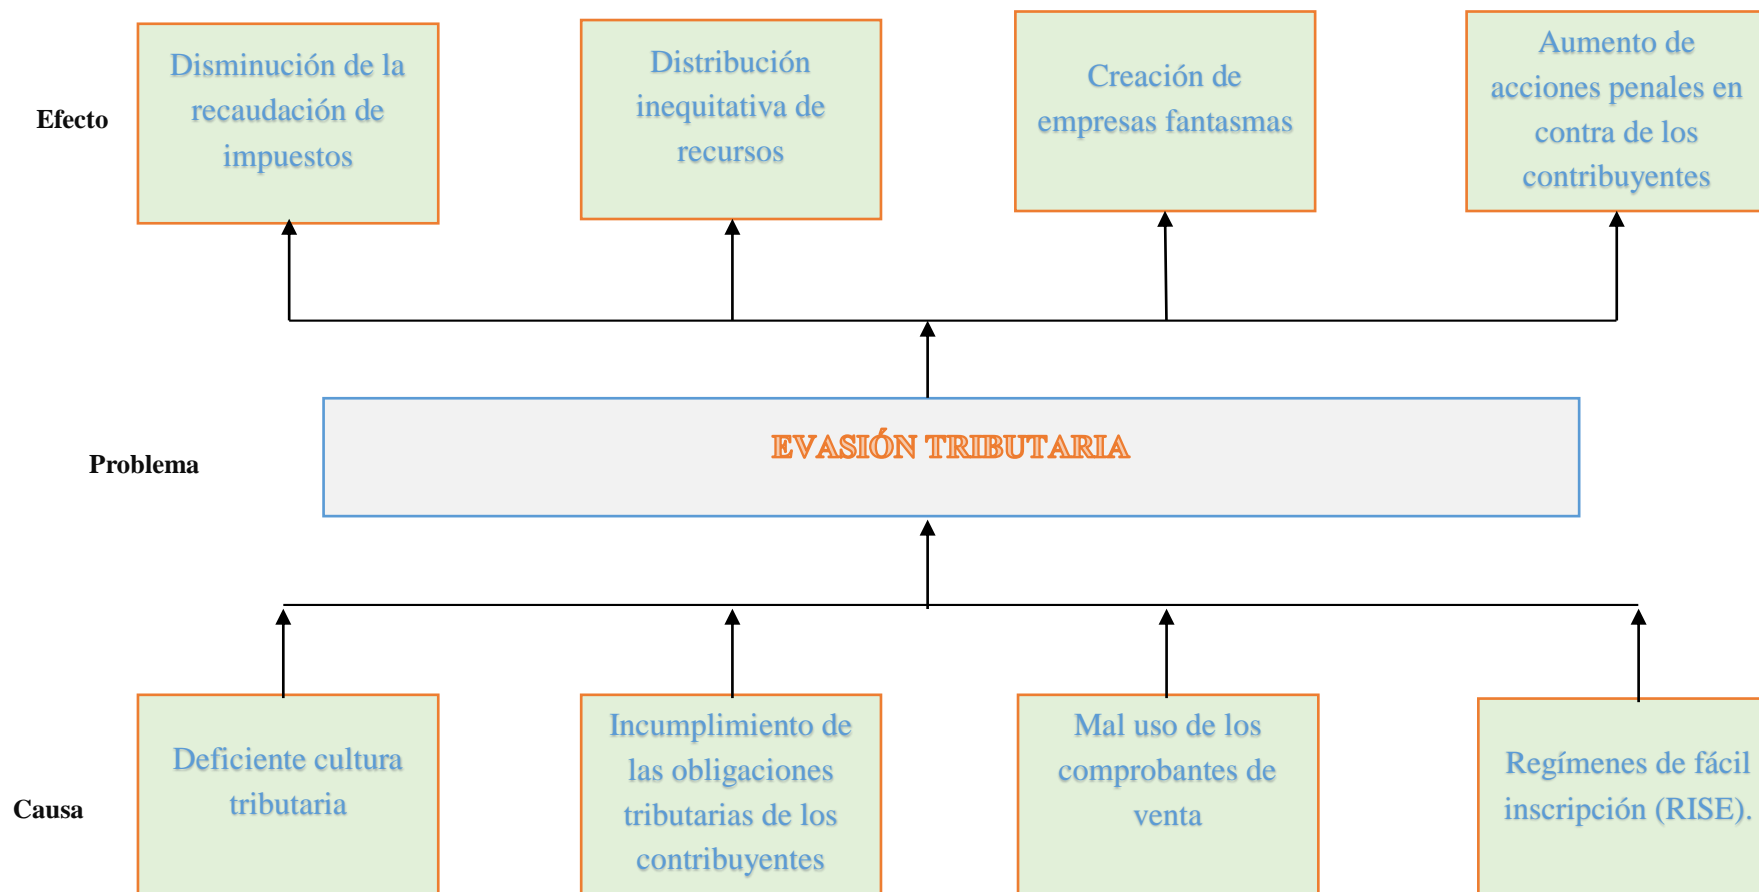 Efecto
Disminución de la
recaudación de
impuestos
Distribución
inequitativa de
recursos
Creación de
empresas fantasmas
Aumento de
acciones penales en
contra de los
contribuyentes
Problema
EVASIÓN TRIBUTARIA
Causa
Deficiente cultura
tributaria
Incumplimiento de
las obligaciones
tributarias de los
contribuyentes
Mal uso de los
comprobantes de
venta
Regímenes de fácil
inscripción (RISE).